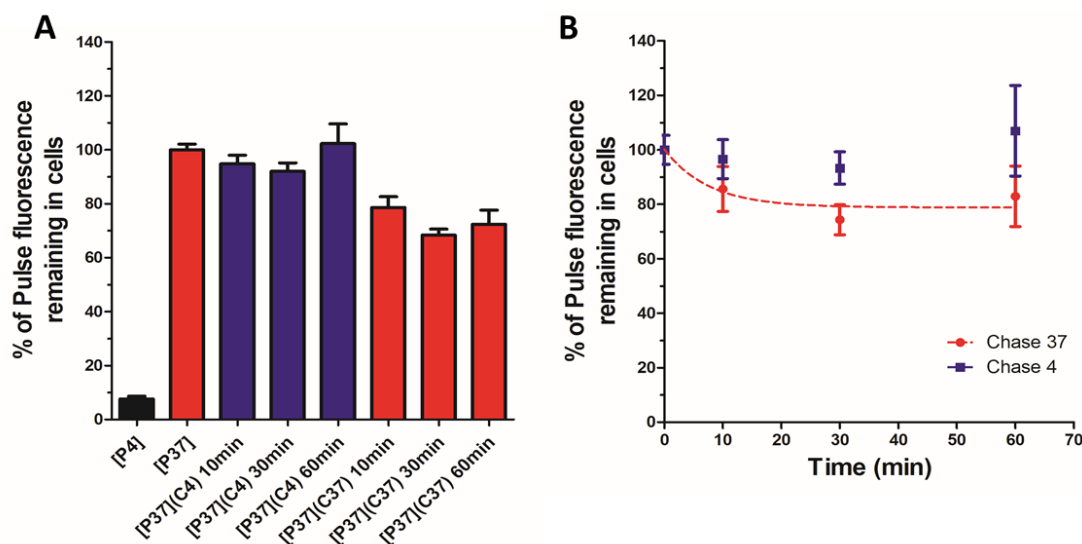 A
% of Pulse fluorescence
remaining in cells
140
120
100
80
60
40
20
0
[P4]
[P37]
[P37](C4) 10min
[P37](C4) 30min
[P37](C4) 60min
[P37](C37) 10min
[P37](C37) 30min
[P37](C37) 60min
B
% of Pulse fluorescence
remaining in cells
140
120
100
80
60
40
20
0
Chase 37
Chase 4
0 10 20 30 40 50 60 70
Time (min)